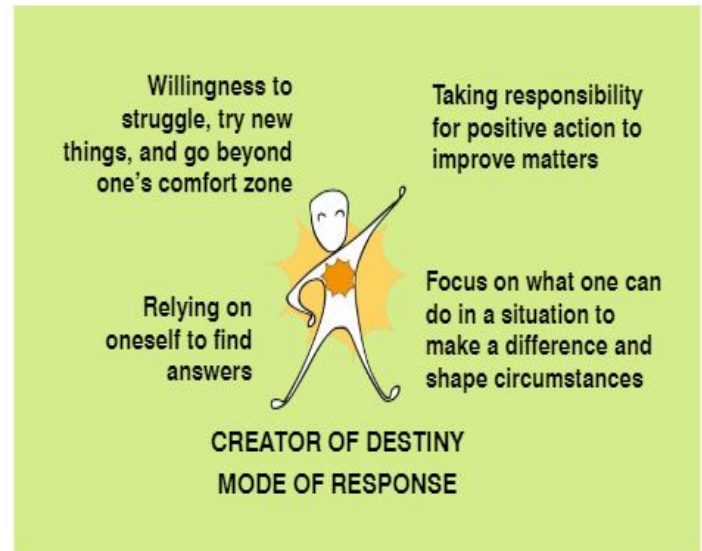 Willingness to
struggle, try new
things, and go beyond
one's comfort zone
Taking responsibility
for positive action to
improve matters
Relying on
oneself to find
answers
Focus on what one can
do in a situation to
make a difference and
shape circumstances
CREATOR OF DESTINY
MODE OF RESPONSE